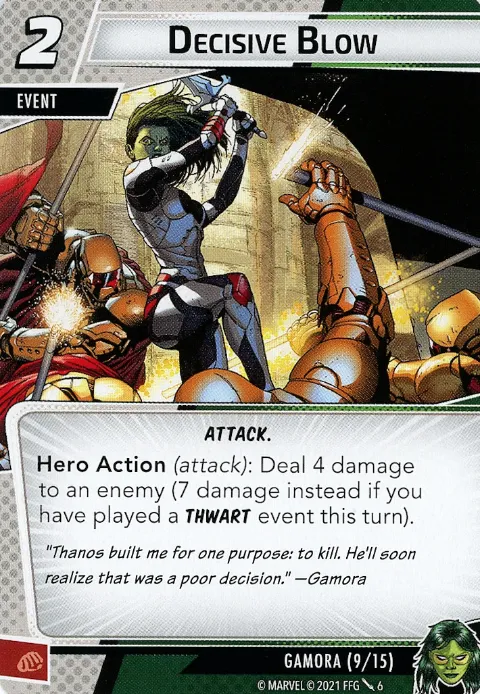 2
DECISIVE BLOW
EVENT
ATTACK.
Hero Action (attack): Deal 4 damage
to an enemy (7 damage instead if you
have played a THWART event this turn).
"Thanos built me for one purpose: to kill. He'll soon
realize that was a poor decision." —Gamora
GAMORA (9/15)
© MARVEL © 2021 FFG 6